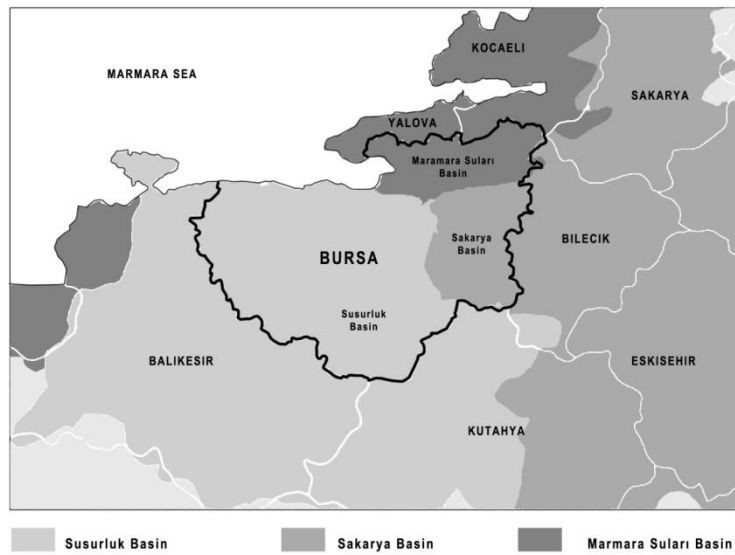 KOCAELI
MARMARA SEA
SAKARYA
YALOVA
Maramara Suları
Basin
BURSA
Sakarya
Basin
BILECIK
Susurluk
Basin
BALIKESIR
ESKISEHIR
KUTAHYA
Susurluk Basin
Sakarya Basin
Marmara Suları Basin